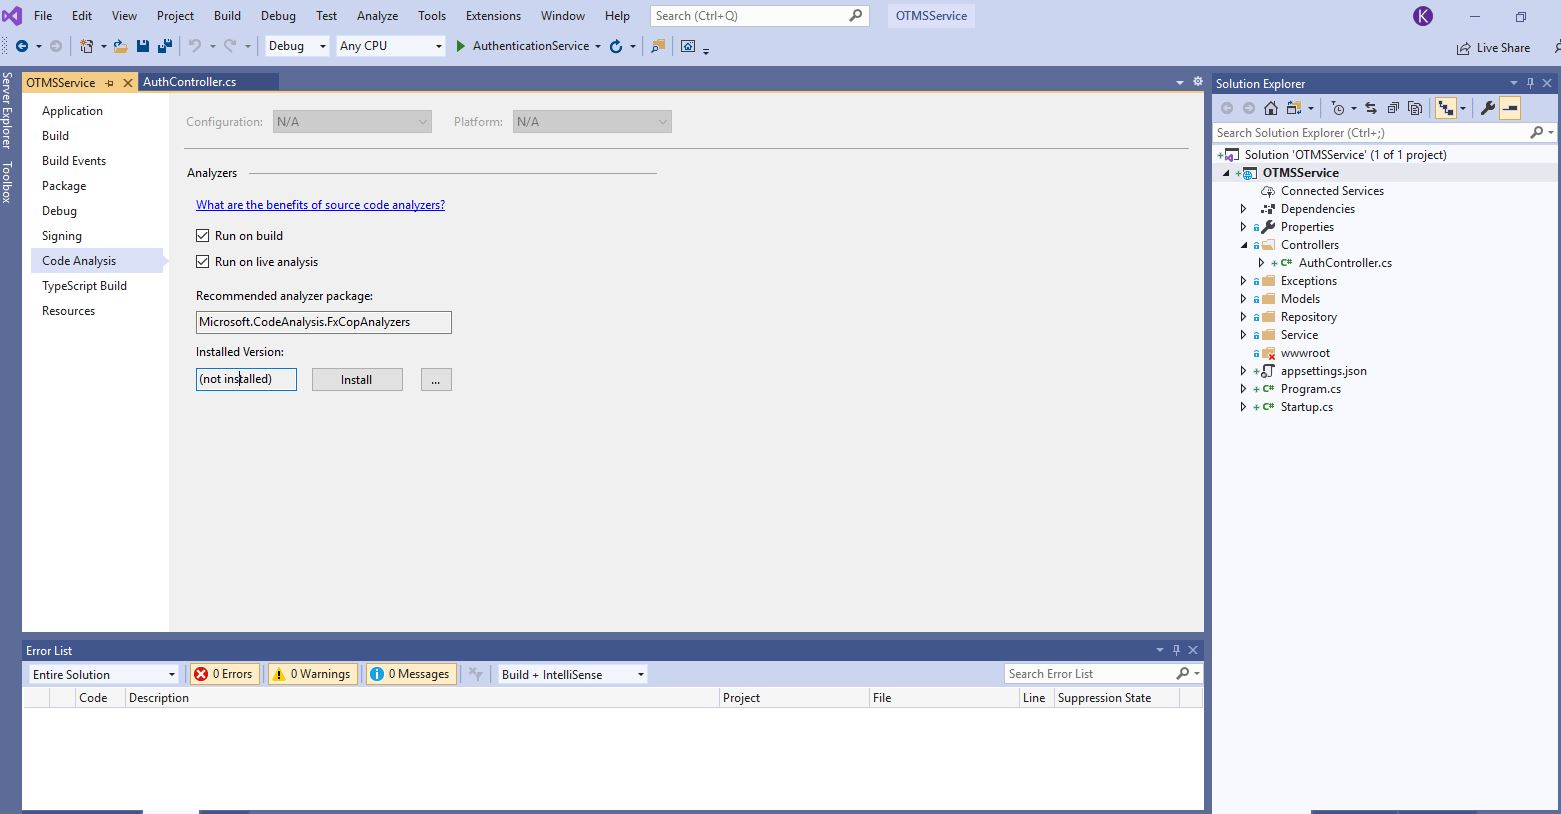 File Edit View Project Build Debug Test Analyze Tools Extensions Window Help Search (Ctrl+Q) OTMSService K
Debug Any CPU AuthenticationService Live Share
Server Explorer
Toolbox
OTMSService AuthController.cs
Application
Build
Build Events
Package
Debug
Signing
Code Analysis
TypeScript Build
Resources
Configuration: N/A Platform: N/A
Analyzers
What are the benefits of source code analyzers?
Run on build
Run on live analysis
Recommended analyzer package:
Microsoft.CodeAnalysis.FxCopAnalyzers
Installed Version:
(not installed) Install ...
Error List
Entire Solution 0 Errors 0 Warnings 0 Messages Build + IntelliSense Search Error List
Code Description Project File Line Suppression State
Solution Explorer
Search Solution Explorer (Ctrl+;)
Solution 'OTMSService' (1 of 1 project)
OTMSService
Connected Services
Dependencies
Properties
Controllers
C# AuthController.cs
Exceptions
Models
Repository
Service
wwwroot
appsettings.json
C# Program.cs
C# Startup.cs